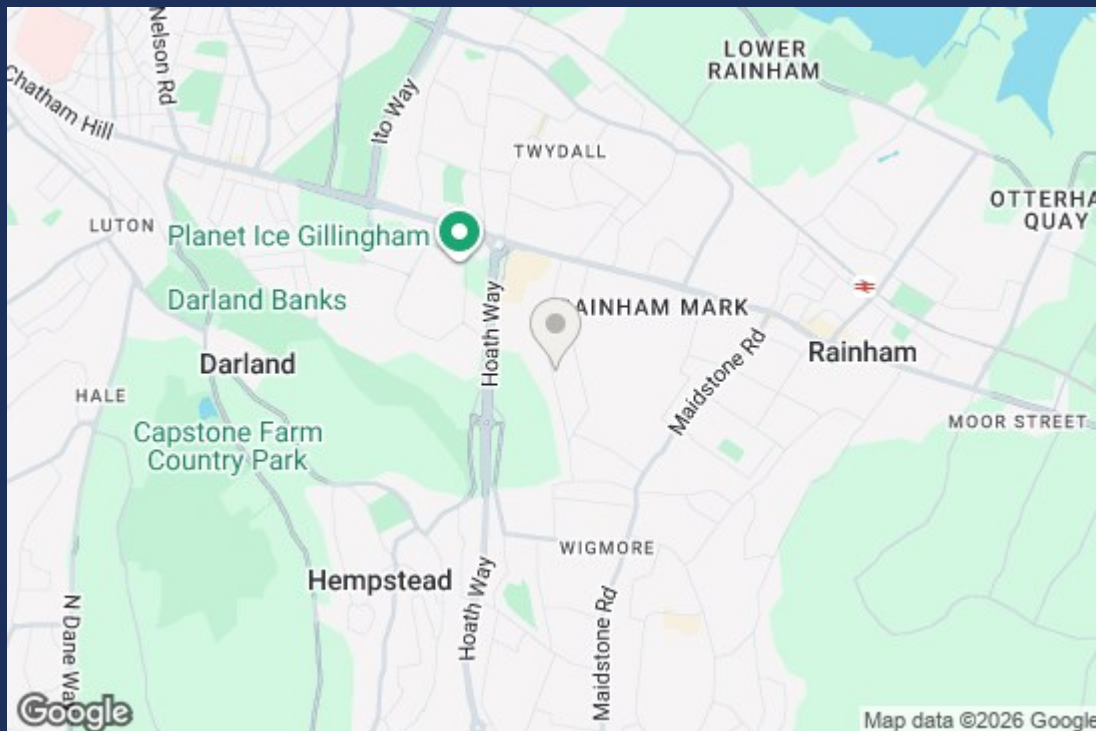 Nelson Rd
Chatham Hill
Ito Way
LOWER
RAINHAM
TWYDALL
LUTON
OTTERHA
QUAY
Planet Ice Gillingham
Darland Banks
Hoath Way
AINHAM MARK
Maidstone Rd
Rainham
Darland
HALE
Capstone Farm
Country Park
MOOR STREET
WIGMORE
Hempstead
Hoath Way
Maidstone Rd
N Dane Way
Google
Map data ©2026 Google